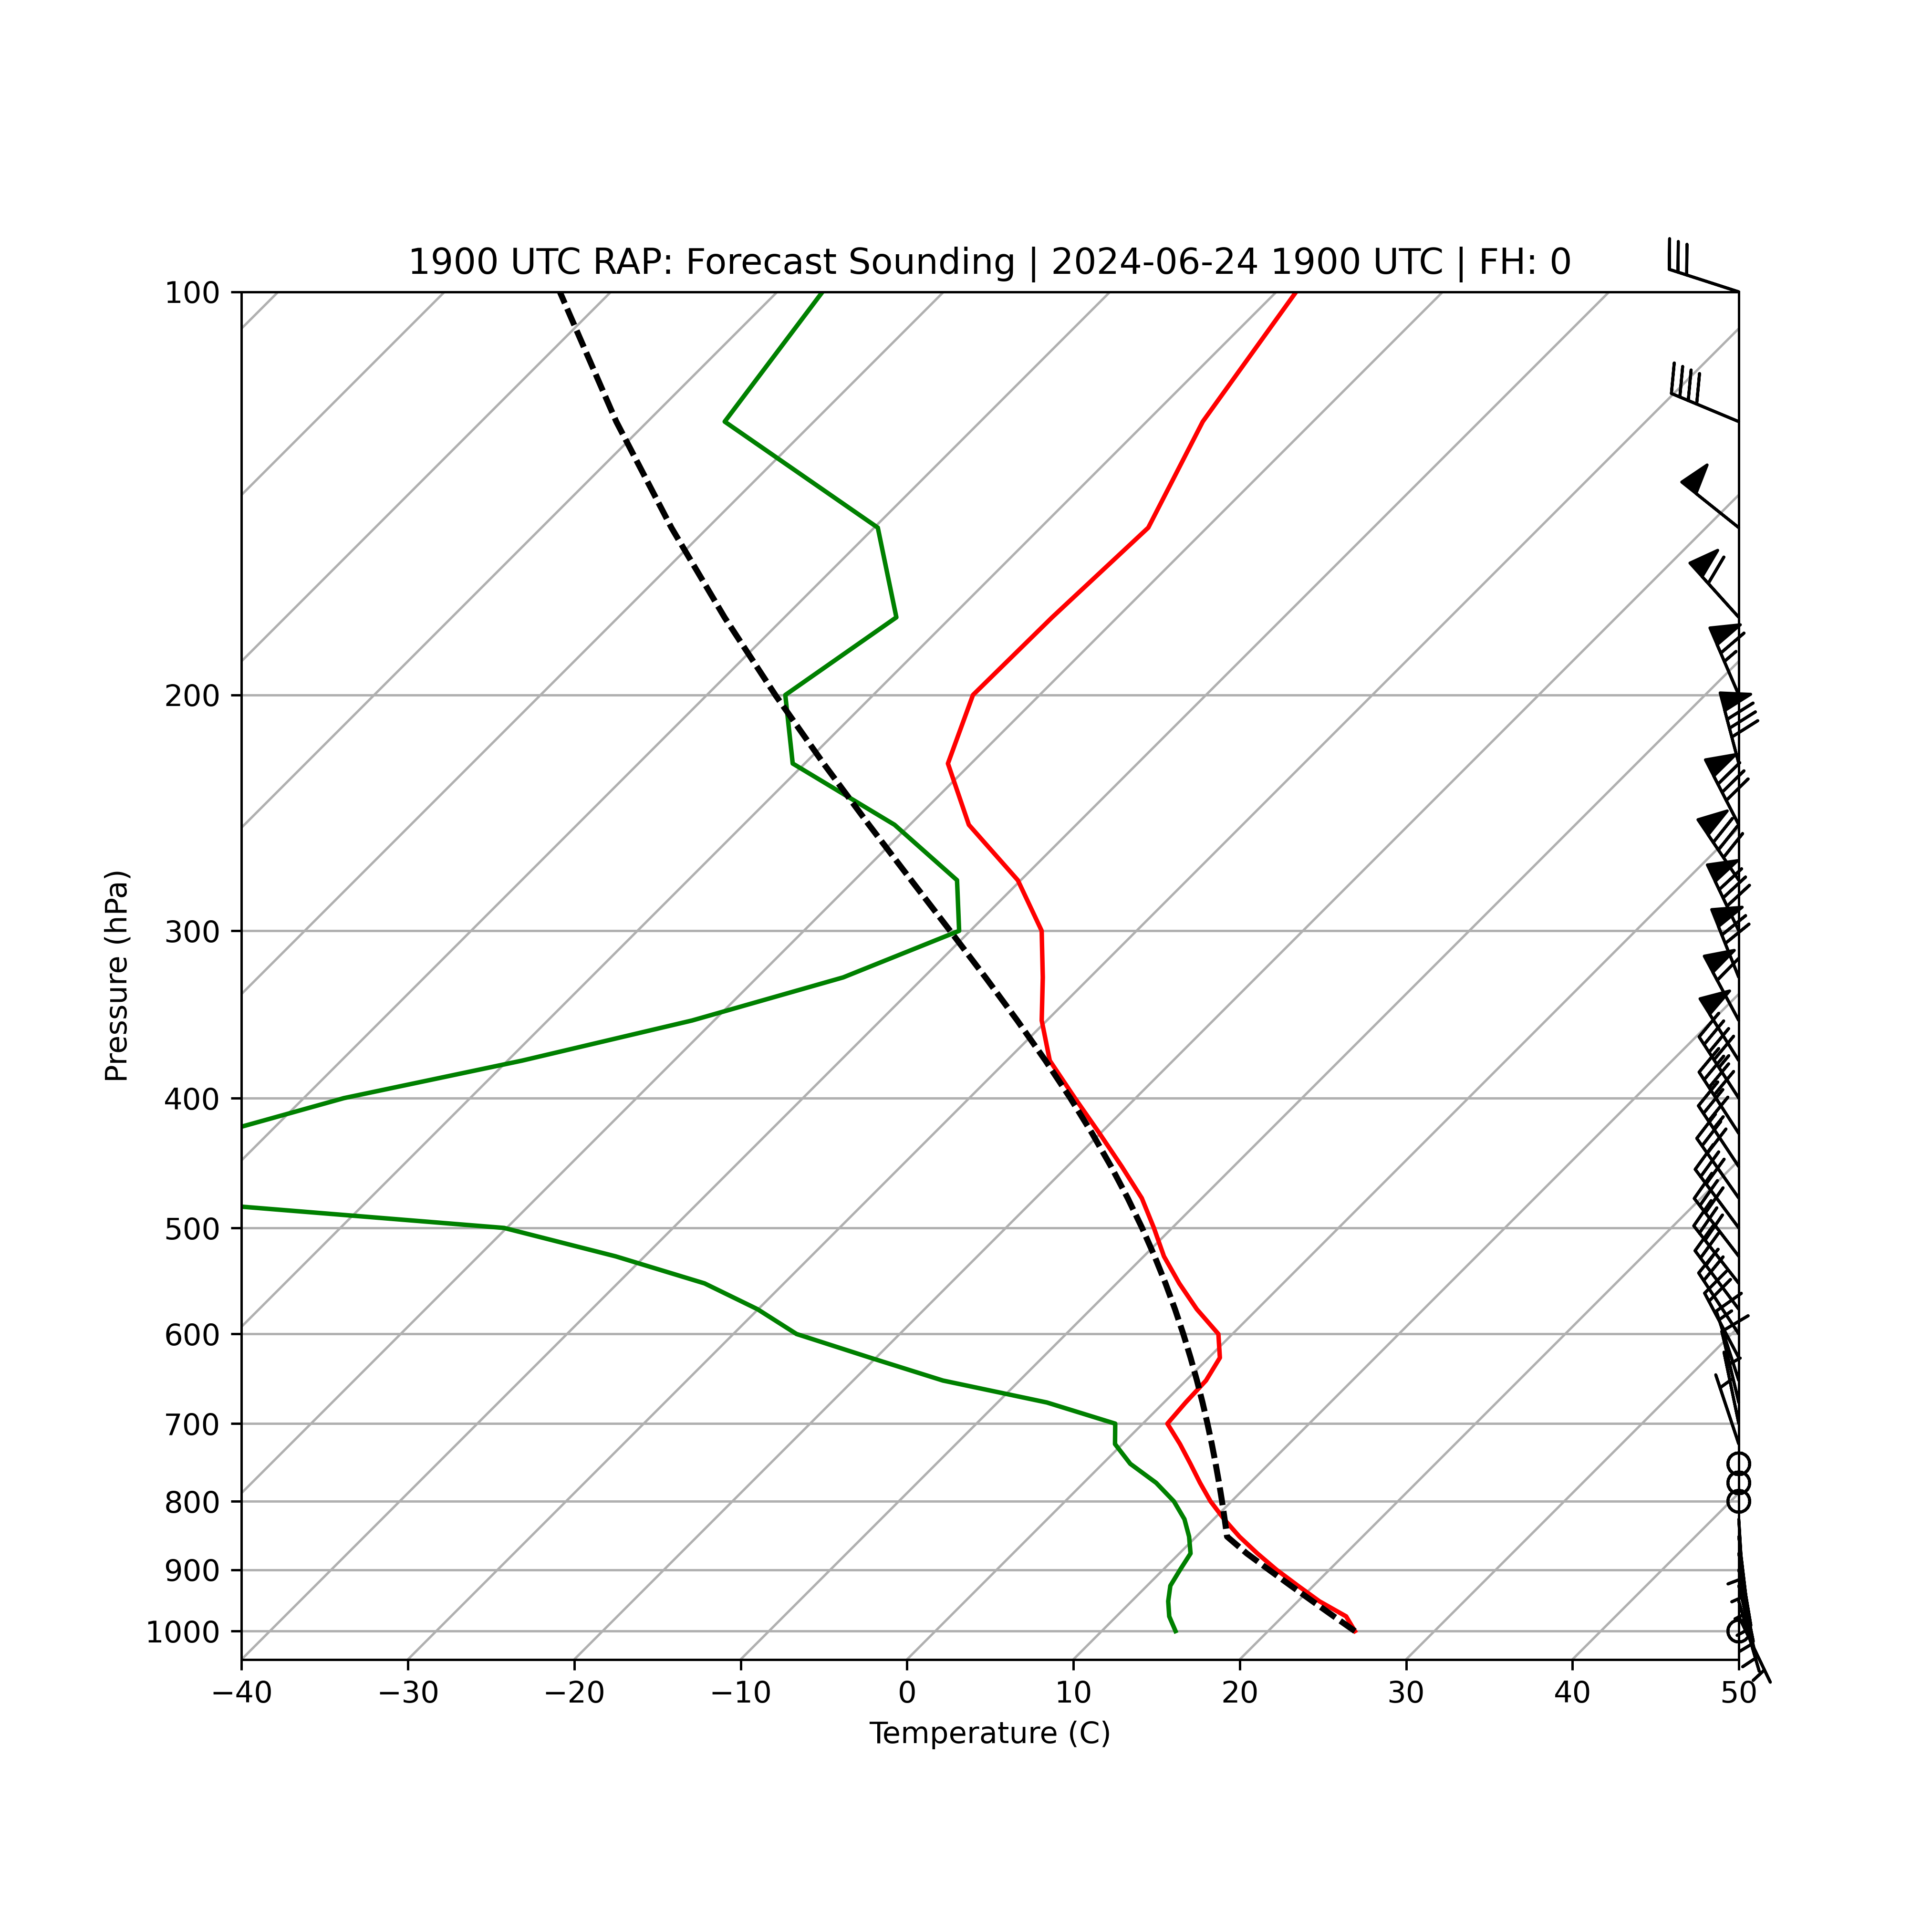 1900 UTC RAP: Forecast Sounding | 2024-06-24 1900 UTC | FH: 0
100
200
300
400
500
600
700
800
900
1000
Pressure (hPa)
−40 −30 −20 −10 0 10 20 30 40 50
Temperature (C)